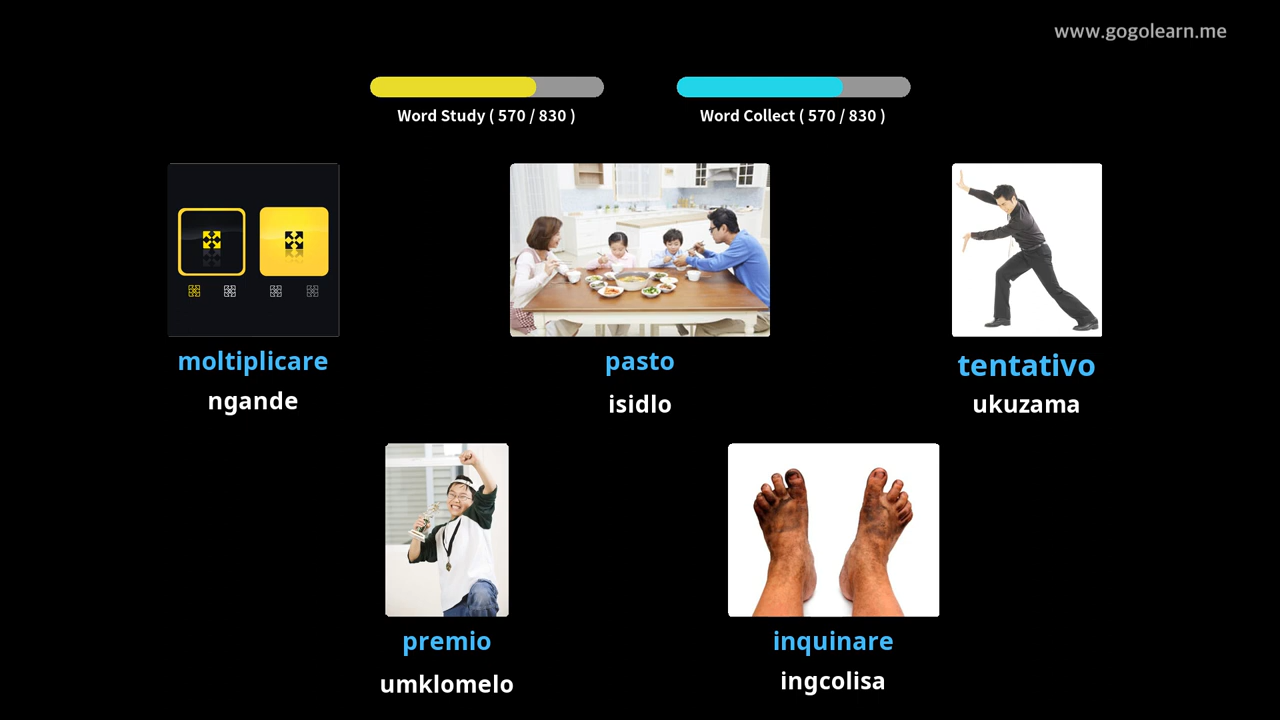 www.gogolearn.me
Word Study ( 570 / 830 )
Word Collect ( 570 / 830 )
moltiplicare
ngande
pasto
isidlo
tentativo
ukuzama
premio
umklomelo
inquinare
ingcolisa